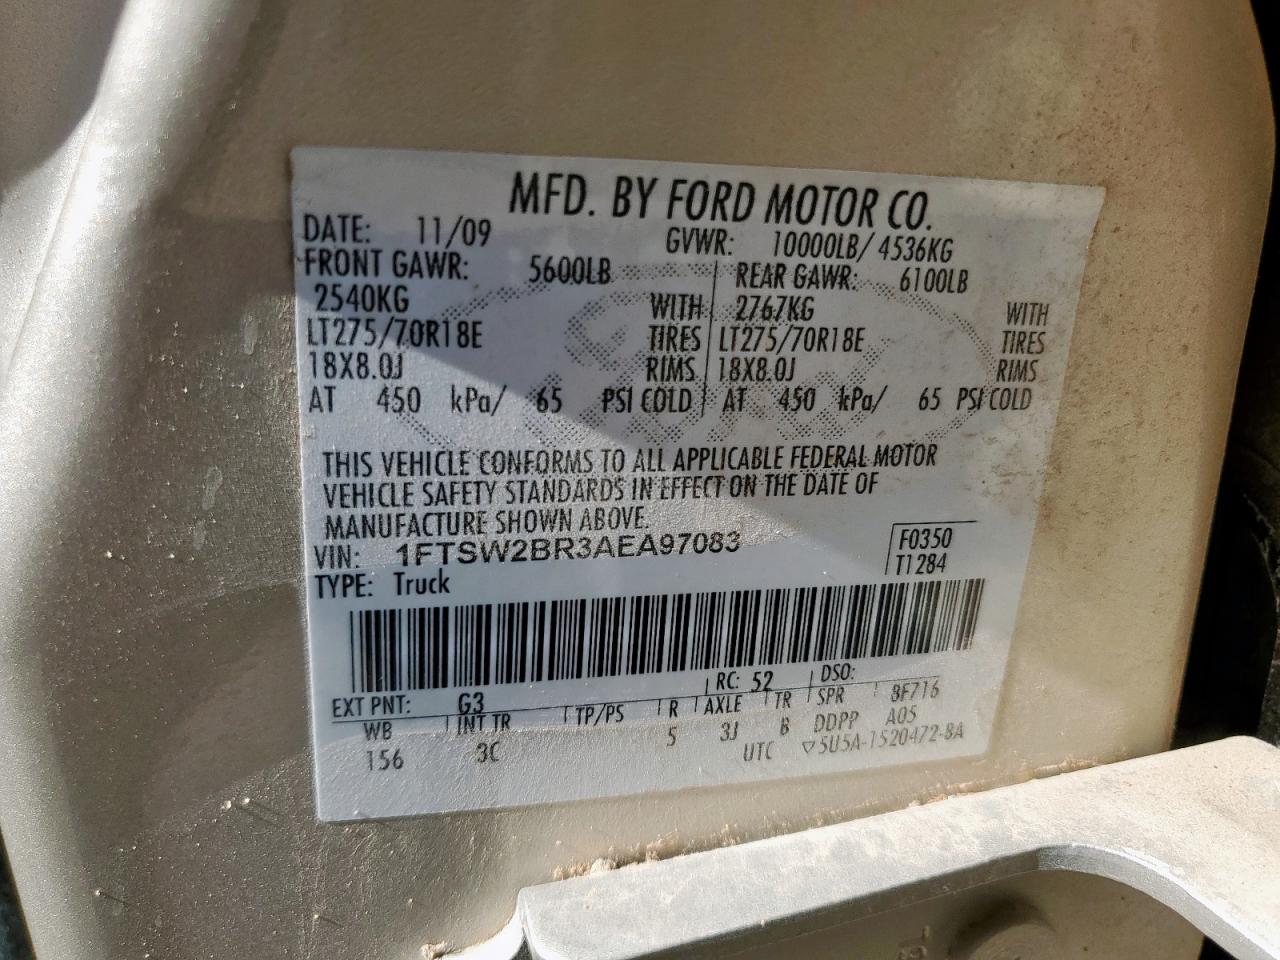 MFD. BY FORD MOTOR CO.
DATE: 11/09 GVWR: 10000LB/ 4536KG
FRONT GAWR: 5600LB REAR GAWR: 6100LB
2540KG WITH 2767KG WITH
LT275/70R18E TIRES LT275/70R18E TIRES
18X8.0J RIMS 18X8.0J RIMS
AT 450 kPa/ 65 PSI COLD AT 450 kPa/ 65 PSI COLD
THIS VEHICLE CONFORMS TO ALL APPLICABLE FEDERAL MOTOR
VEHICLE SAFETY STANDARDS IN EFFECT ON THE DATE OF
MANUFACTURE SHOWN ABOVE.
VIN: 1FTSW2BR3AEA97083 F0350
TYPE: Truck T1284
EXT PNT: G3 RC: 52 DSO:
WB INT TR TP/PS R AXLE TR SPR 8F716
156 3C 5 3J B DDPP A05
UTC ▽5U5A-1520472-BA